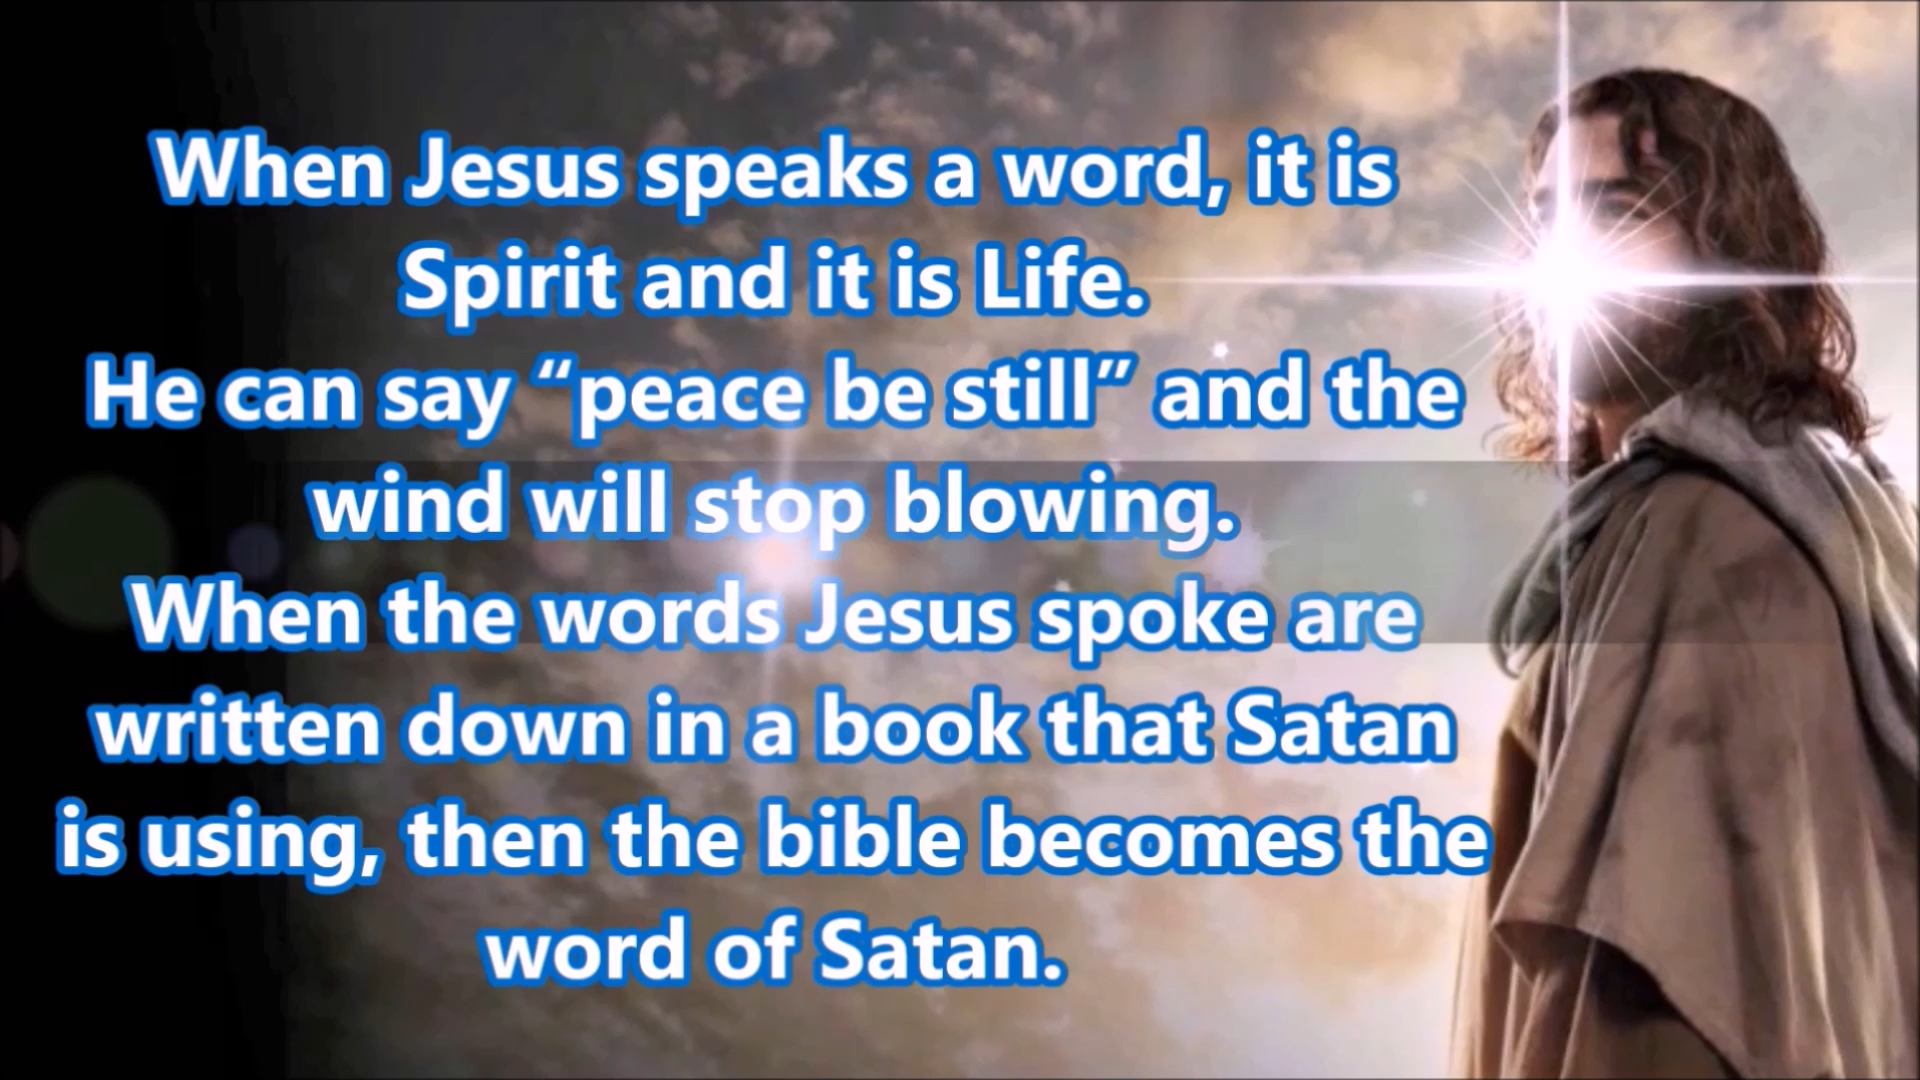 When Jesus speaks a word, it is
Spirit and it is Life.
He can say “peace be still” and the
wind will stop blowing.
When the words Jesus spoke are
written down in a book that Satan
is using, then the bible becomes the
word of Satan.